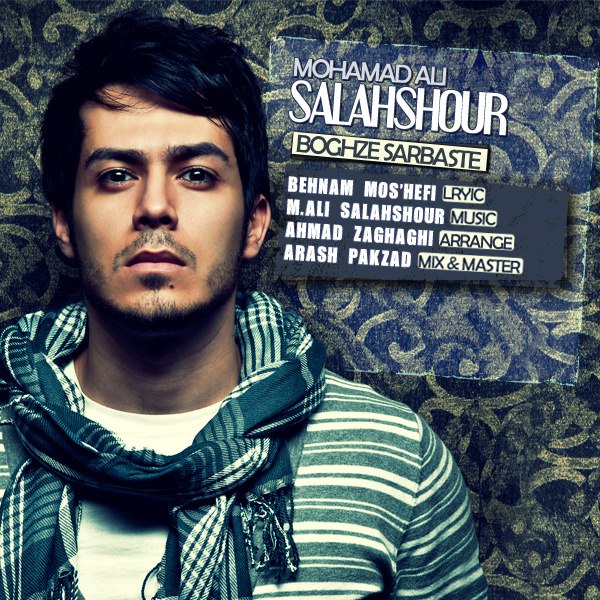 MOHAMAD ALI
SALAHSHOUR
BOGHZE SARBASTE
BEHNAM MOS'HEFI LRYIC
M.ALI SALAHSHOUR MUSIC
AHMAD ZAGHAGHI ARRANGE
ARASH PAKZAD MIX & MASTER